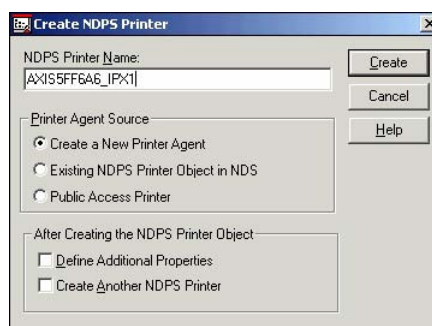 Create NDPS Printer
NDPS Printer Name:
AXIS5FF6A6_IPX1
Create
Cancel
Help
Printer Agent Source
Create a New Printer Agent
Existing NDPS Printer Object in NDS
Public Access Printer
After Creating the NDPS Printer Object
Define Additional Properties
Create Another NDPS Printer